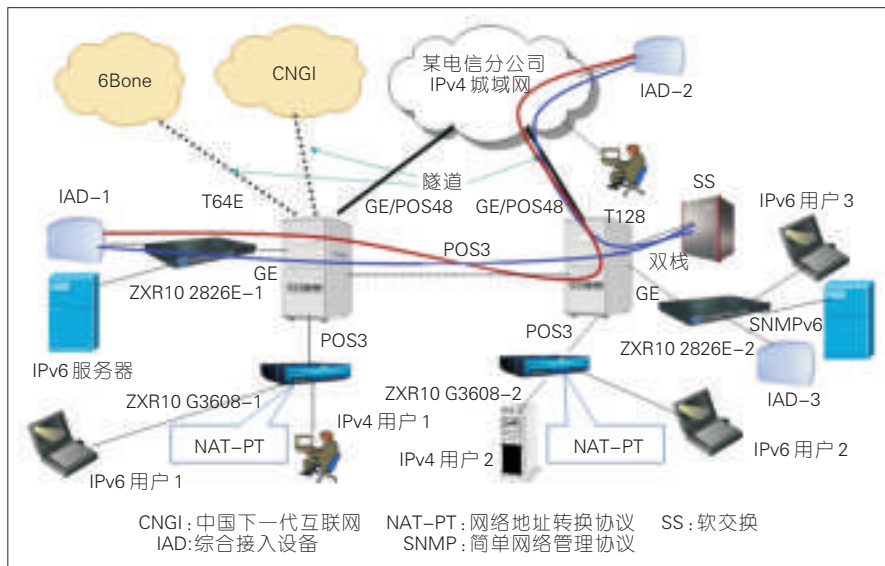 6Bone
CNGI
某电信分公司
IPv4 城域网
IAD-2
隧道
IAD-1
T64E
GE/POS48
GE/POS48
T128
SS
IPv6 用户 3
POS3
双栈
GE
GE
ZXR10 2826E-1
SNMPv6
POS3
POS3
ZXR10 2826E-2
IPv6 服务器
ZXR10 G3608-1
ZXR10 G3608-2
IAD-3
IPv4 用户 1
NAT-PT
IPv4 用户 2
NAT-PT
IPv6 用户 2
IPv6 用户 1
CNGI:中国下一代互联网 NAT-PT:网络地址转换协议 SS:软交换
IAD:综合接入设备 SNMP:简单网络管理协议